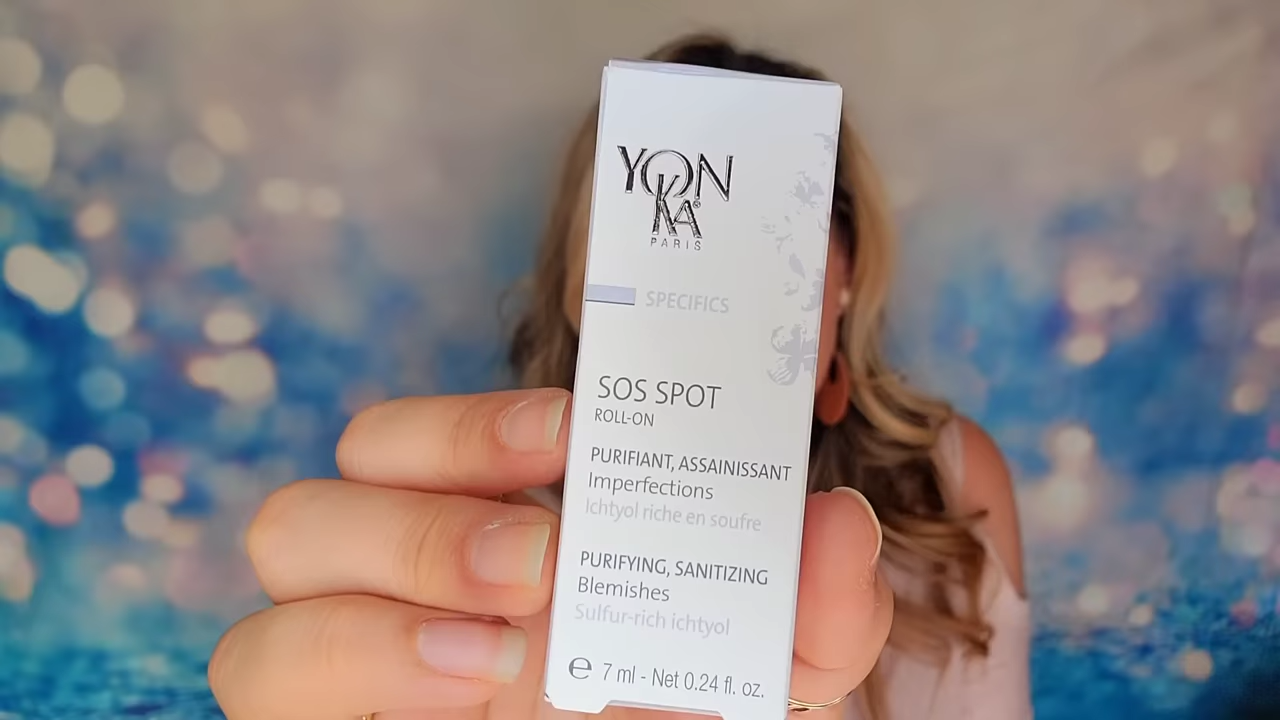 YON
KA®
PARIS
SPECIFICS
SOS SPOT
ROLL-ON
PURIFIANT, ASSAINISSANT
Imperfections
Ichtyol riche en soufre
PURIFYING, SANITIZING
Blemishes
Sulfur-rich ichtyol
℮ 7 ml - Net 0.24 fl. oz.